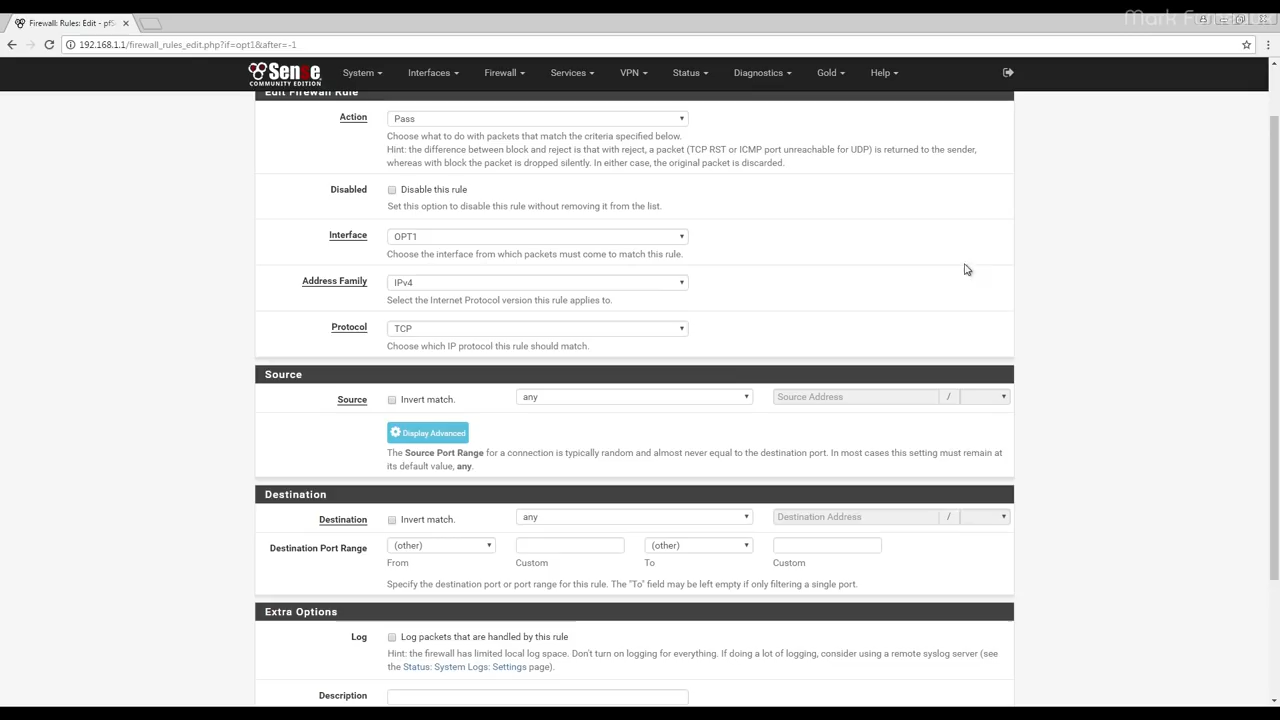 Firewall: Rules: Edit - pfS
192.168.1.1/firewall_rules_edit.php?if=opt1&after=-1
Sense
COMMUNITY EDITION
System
Interfaces
Firewall
Services
VPN
Status
Diagnostics
Gold
Help
Edit Firewall Rule
Action
Pass
Choose what to do with packets that match the criteria specified below.
Hint: the difference between block and reject is that with reject, a packet (TCP RST or ICMP port unreachable for UDP) is returned to the sender,
whereas with block the packet is dropped silently. In either case, the original packet is discarded.
Disabled
Disable this rule
Set this option to disable this rule without removing it from the list.
Interface
OPT1
Choose the interface from which packets must come to match this rule.
Address Family
IPv4
Select the Internet Protocol version this rule applies to.
Protocol
TCP
Choose which IP protocol this rule should match.
Source
Source
Invert match.
any
Source Address
/
Display Advanced
The Source Port Range for a connection is typically random and almost never equal to the destination port. In most cases this setting must remain at
its default value, any.
Destination
Destination
Invert match.
any
Destination Address
/
Destination Port Range
(other)
(other)
From
Custom
To
Custom
Specify the destination port or port range for this rule. The "To" field may be left empty if only filtering a single port.
Extra Options
Log
Log packets that are handled by this rule
Hint: the firewall has limited local log space. Don't turn on logging for everything. If doing a lot of logging, consider using a remote syslog server (see
the Status: System Logs: Settings page).
Description